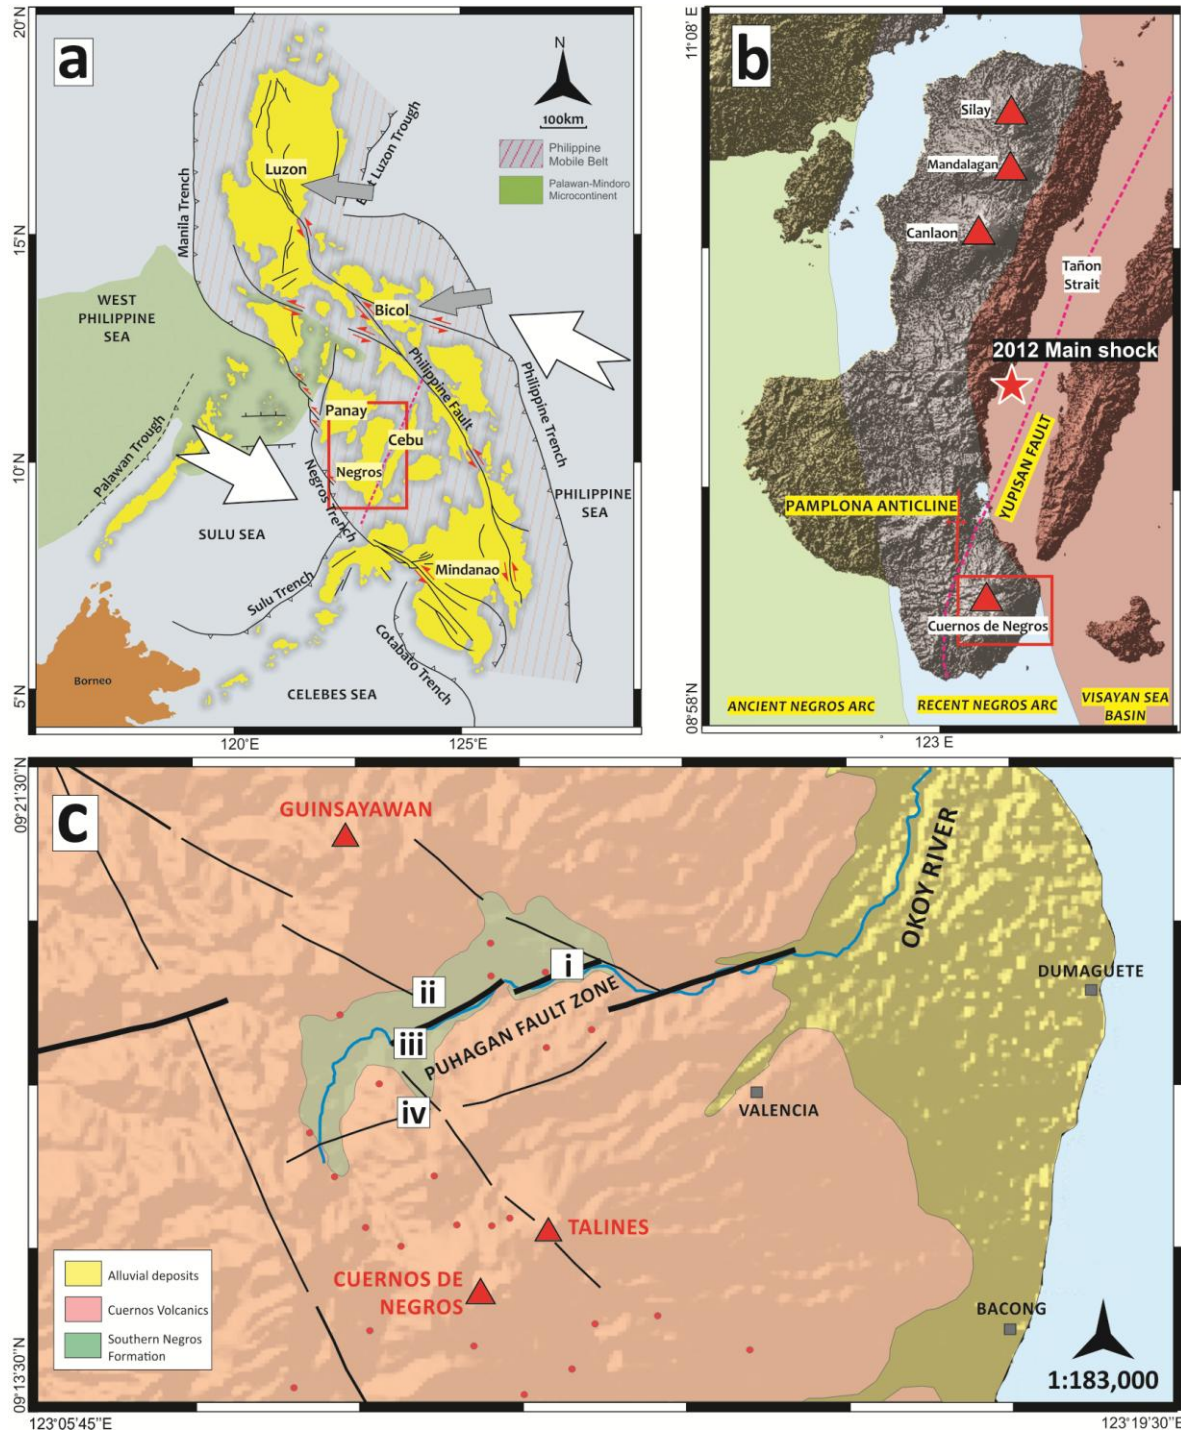 20°N
a
N
100km
Philippine
Mobile Belt
Palawan-Mindoro
Microcontinent
Luzon
East Luzon Trough
Manila Trench
15°N
WEST
PHILIPPINE
SEA
Bicol
Philippine Fault
Philippine Trench
Panay
Cebu
Negros
Palawan Trough
10°N
Negros Trench
PHILIPPINE
SEA
SULU SEA
Mindanao
Sulu Trench
Cotabato Trench
Borneo
CELEBES SEA
5°N
120°E
125°E
11°08' E
b
Silay
Mandalagan
Canlaon
Tañon
Strait
2012 Main shock
YUPISAN FAULT
PAMPLONA ANTICLINE
Cuernos de Negros
ANCIENT NEGROS ARC
RECENT NEGROS ARC
VISAYAN SEA
BASIN
08°58'N
123 E
09°21'30"N
c
GUINSAYAWAN
OKOY RIVER
i
DUMAGUETE
ii
PUHAGAN FAULT ZONE
iii
iv
VALENCIA
TALINES
CUERNOS DE
NEGROS
Alluvial deposits
Cuernos Volcanics
Southern Negros
Formation
BACONG
1:183,000
09°13'30"N
123°05'45"E
123°19'30"E